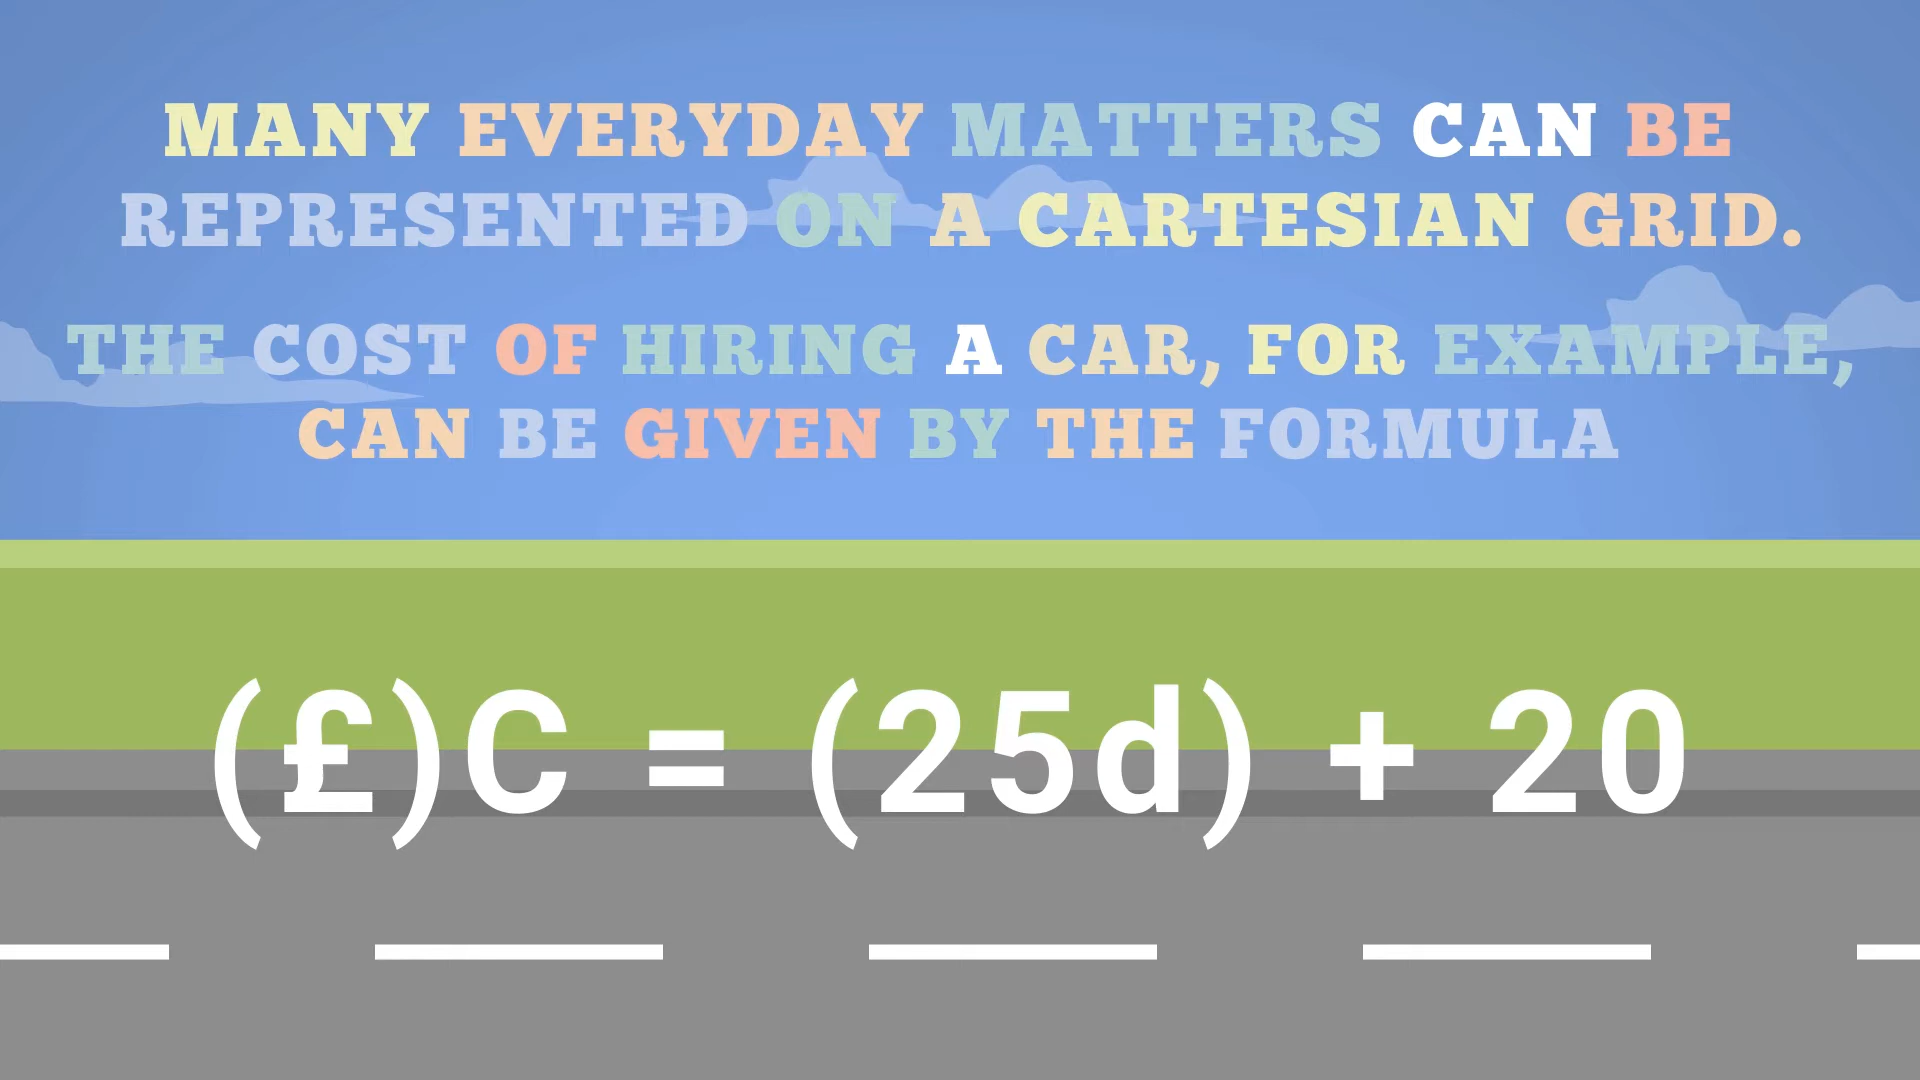 MANY EVERYDAY MATTERS CAN BE
REPRESENTED ON A CARTESIAN GRID.
THE COST OF HIRING A CAR, FOR EXAMPLE,
CAN BE GIVEN BY THE FORMULA
(£)C = (25d) + 20